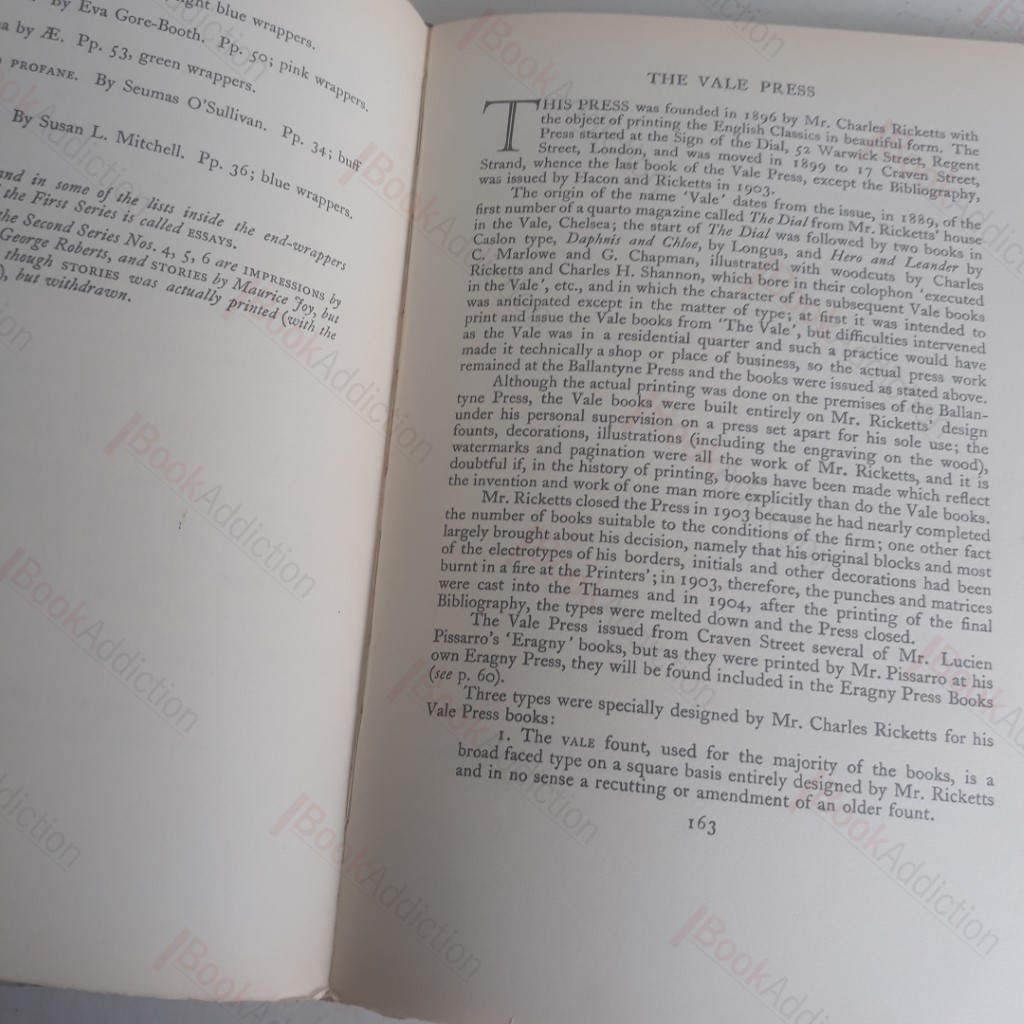 ght blue wrappers.
By Eva Gore-Booth. Pp. 50; pink wrappers.
a by Æ. Pp. 53, green wrappers.
PROFANE. By Seumas O'Sullivan. Pp. 34; buff
By Susan L. Mitchell. Pp. 36; blue wrappers.
and in some of the lists inside the end-wrappers
the First Series is called ESSAYS.
the Second Series Nos. 4, 5, 6 are IMPRESSIONS by
George Roberts, and STORIES by Maurice Joy, but
though STORIES was actually printed (with the
), but withdrawn.
THE VALE PRESS
THIS PRESS was founded in 1896 by Mr. Charles Ricketts with
the object of printing the English Classics in beautiful form. The
Press started at the Sign of the Dial, 52 Warwick Street, Regent
Street, London, and was moved in 1899 to 17 Craven Street,
Strand, whence the last book of the Vale Press, except the Bibliography,
was issued by Hacon and Ricketts in 1903.
The origin of the name 'Vale' dates from the issue, in 1889, of the
first number of a quarto magazine called The Dial from Mr. Ricketts' house
in the Vale, Chelsea; the start of The Dial was followed by two books in
Caslon type, Daphnis and Chloe, by Longus, and Hero and Leander by
C. Marlowe and G. Chapman, illustrated with woodcuts by Charles
Ricketts and Charles H. Shannon, which bore in their colophon 'executed
in the Vale', etc., and in which the character of the subsequent Vale books
was anticipated except in the matter of type; at first it was intended to
print and issue the Vale books from 'The Vale', but difficulties intervened
as the Vale was in a residential quarter and such a practice would have
made it technically a shop or place of business, so the actual press work
remained at the Ballantyne Press and the books were issued as stated above.
Although the actual printing was done on the premises of the Ballan-
tyne Press, the Vale books were built entirely on Mr. Ricketts' design
under his personal supervision on a press set apart for his sole use; the
founts, decorations, illustrations (including the engraving on the wood),
watermarks and pagination were all the work of Mr. Ricketts, and it is
doubtful if, in the history of printing, books have been made which reflect
the invention and work of one man more explicitly than do the Vale books.
Mr. Ricketts closed the Press in 1903 because he had nearly completed
the number of books suitable to the conditions of the firm; one other fact
largely brought about his decision, namely that his original blocks and most
of the electrotypes of his borders, initials and other decorations had been
burnt in a fire at the Printers'; in 1903, therefore, the punches and matrices
were cast into the Thames and in 1904, after the printing of the final
Bibliography, the types were melted down and the Press closed.
The Vale Press issued from Craven Street several of Mr. Lucien
Pissarro's 'Eragny' books, but as they were printed by Mr. Pissarro at his
own Eragny Press, they will be found included in the Eragny Press Books
(see p. 60).
Three types were specially designed by Mr. Charles Ricketts for his
Vale Press books:
1. The VALE fount, used for the majority of the books, is a
broad faced type on a square basis entirely designed by Mr. Ricketts
and in no sense a recutting or amendment of an older fount.
163